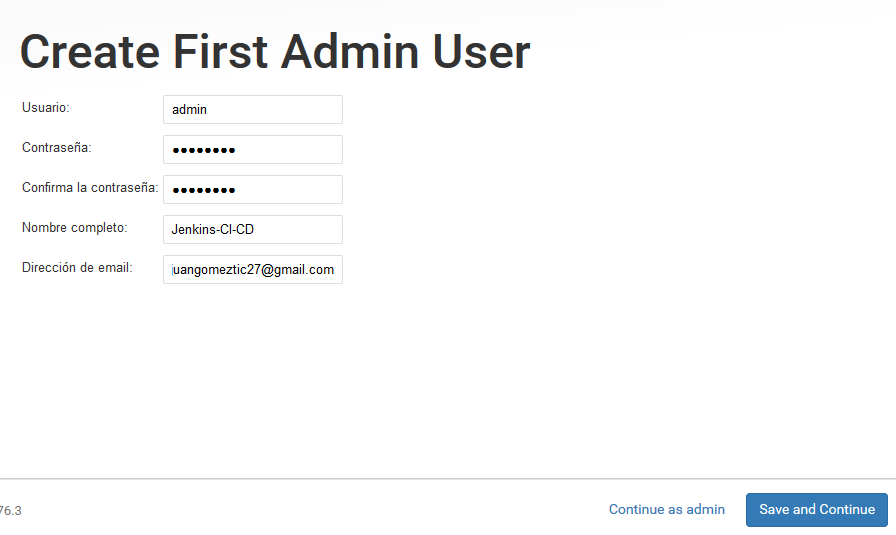 Create First Admin User
Usuario: admin
Contraseña: ••••••••
Confirma la contraseña: ••••••••
Nombre completo: Jenkins-CI-CD
Dirección de email: juangomeztic27@gmail.com
76.3 Continue as admin Save and Continue